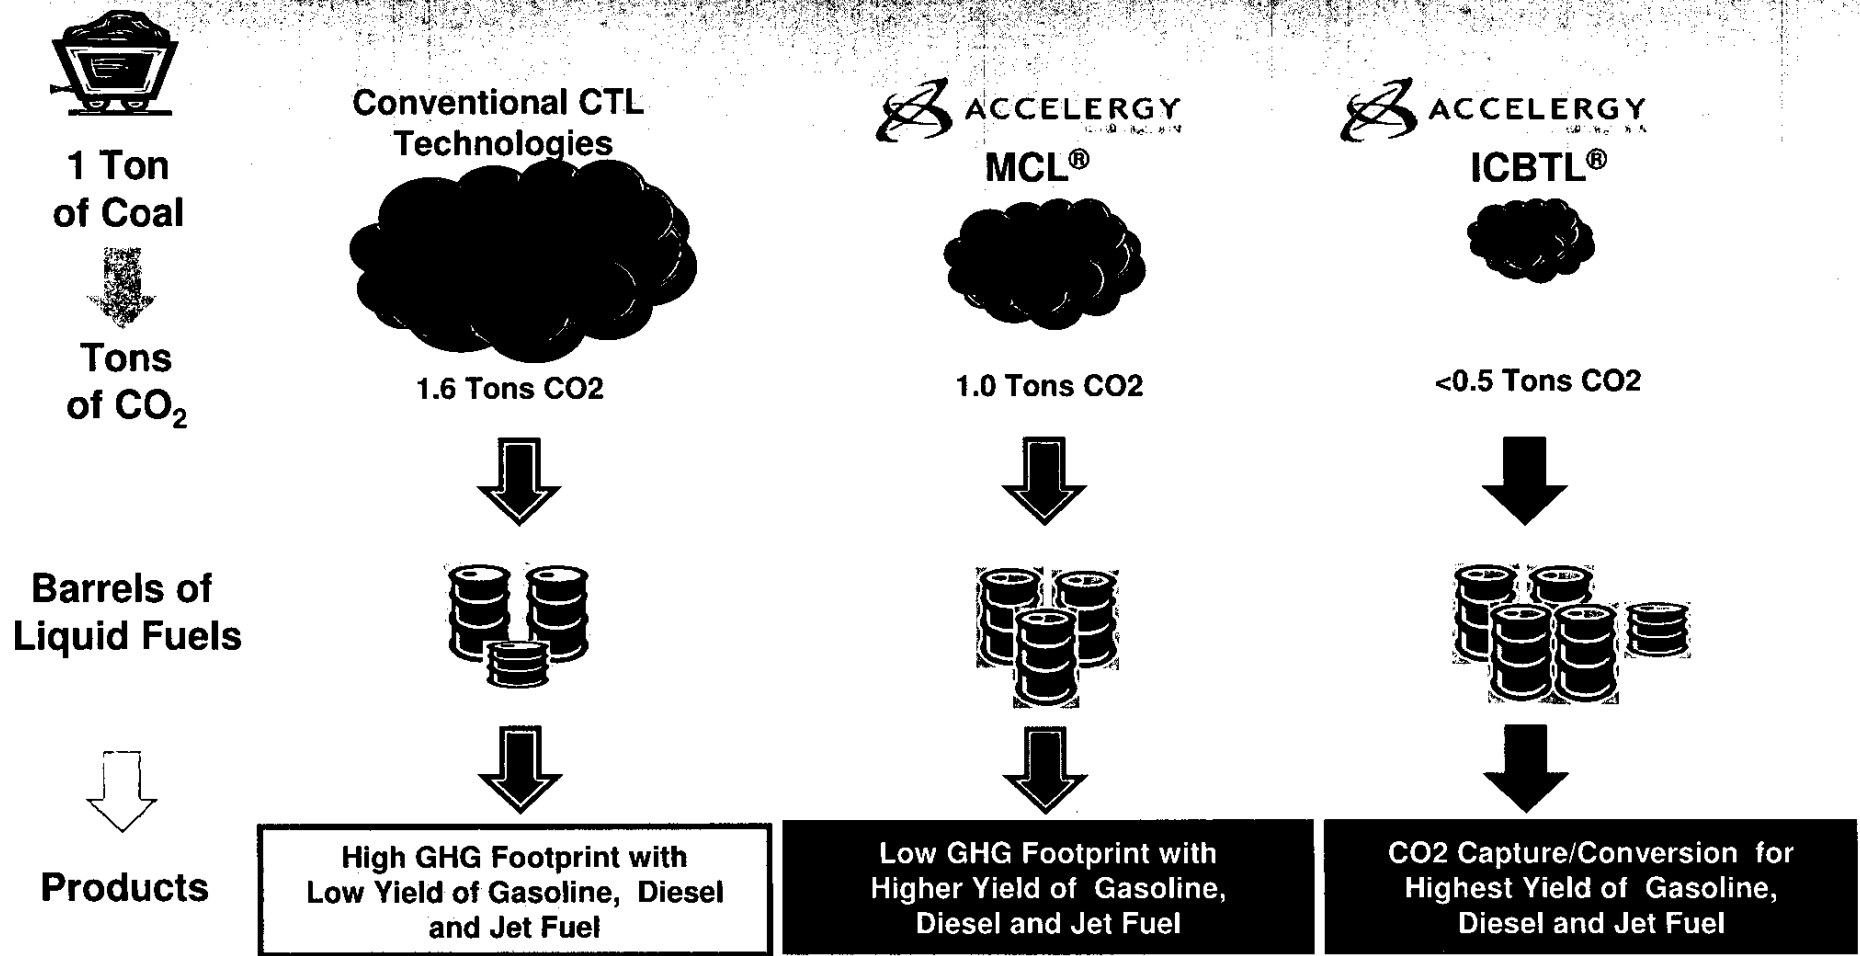 1 Ton
of Coal
Tons
of CO₂
Barrels of
Liquid Fuels
Products
Conventional CTL
Technologies
1.6 Tons CO2
High GHG Footprint with
Low Yield of Gasoline, Diesel
and Jet Fuel
ACCELERGY
MCL®
1.0 Tons CO2
Low GHG Footprint with
Higher Yield of Gasoline,
Diesel and Jet Fuel
ACCELERGY
ICBTL®
<0.5 Tons CO2
CO2 Capture/Conversion for
Highest Yield of Gasoline,
Diesel and Jet Fuel